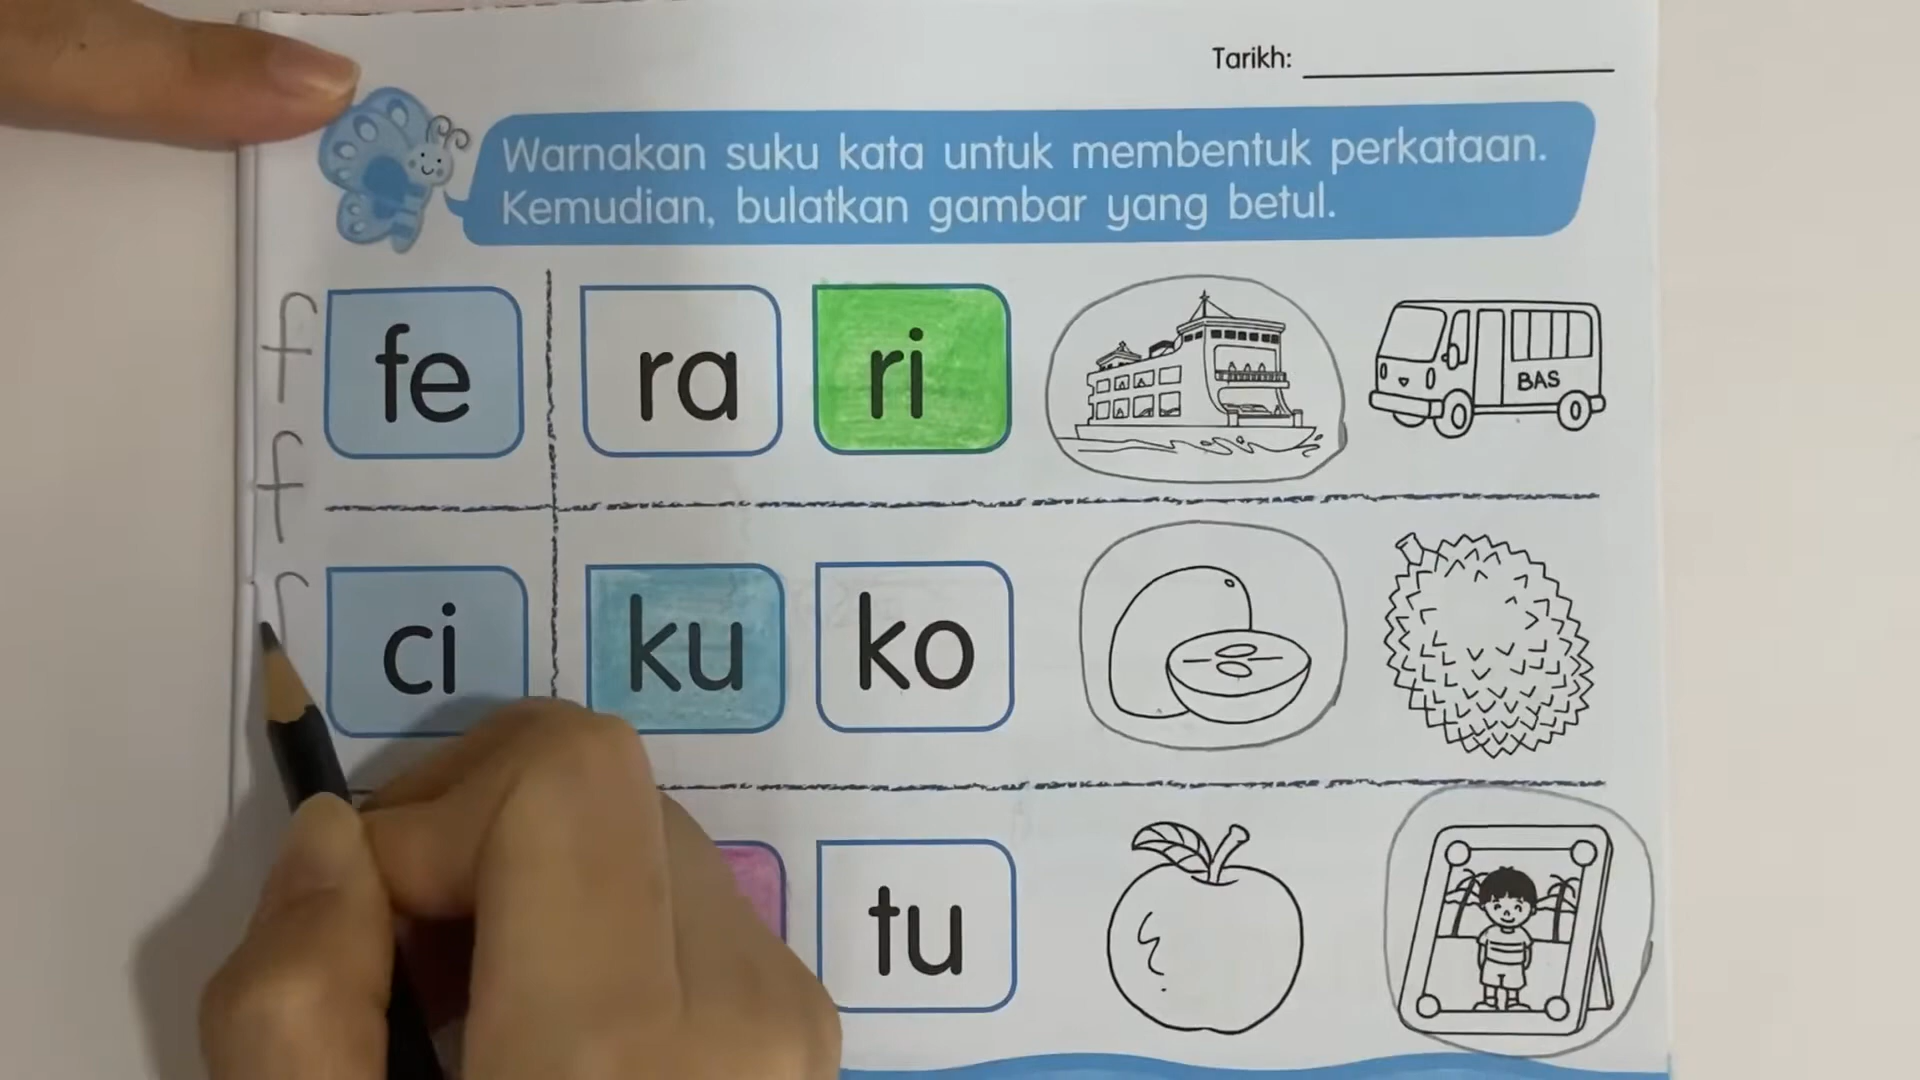 Tarikh:
Warnakan suku kata untuk membentuk perkataan.
Kemudian, bulatkan gambar yang betul.
f
fe ra ri
BAS
f
ci ku ko
tu